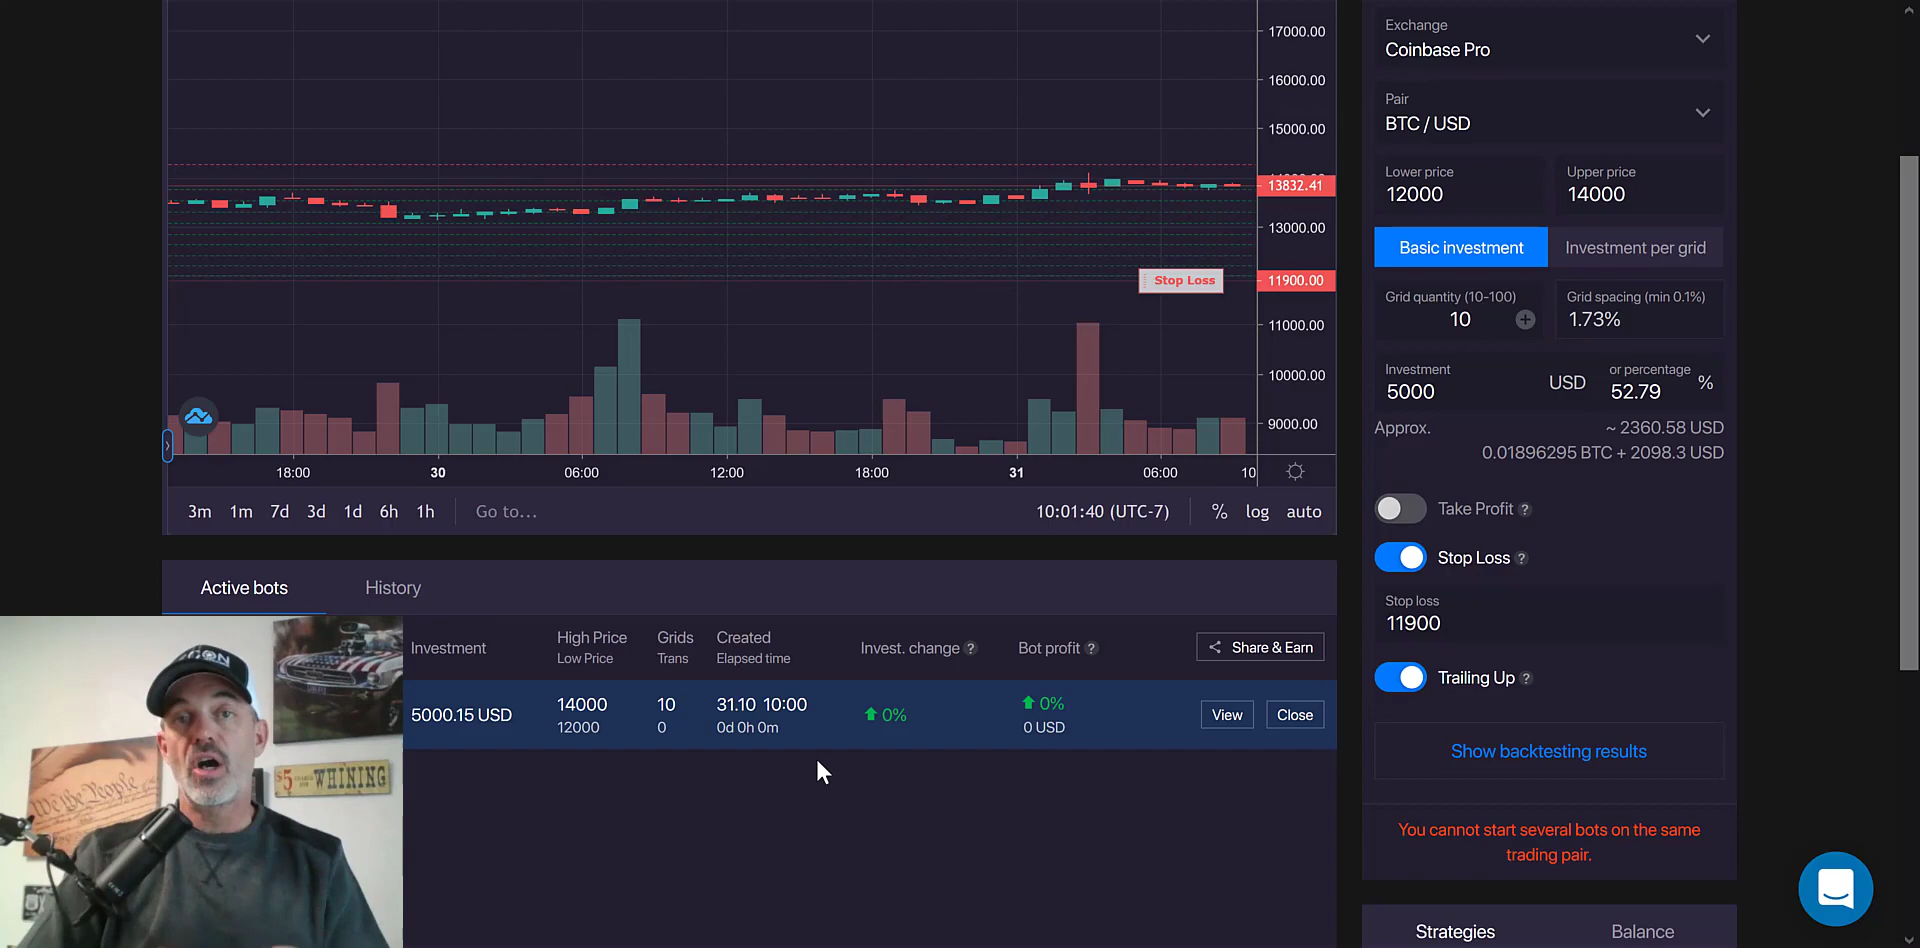 17000.00
16000.00
15000.00
13832.41
13000.00
Stop Loss
11900.00
11000.00
10000.00
9000.00
18:00
30
06:00
12:00
18:00
31
06:00
10
3m
1m
7d
3d
1d
6h
1h
Go to...
10:01:40 (UTC-7)
%
log
auto
Exchange
Coinbase Pro
Pair
BTC / USD
Lower price
12000
Upper price
14000
Basic investment
Investment per grid
Grid quantity (10-100)
10
Grid spacing (min 0.1%)
1.73%
Investment
5000
USD
or percentage
52.79
%
Approx.
~ 2360.58 USD
0.01896295 BTC + 2098.3 USD
Take Profit ?
Stop Loss ?
Stop loss
11900
Trailing Up ?
Show backtesting results
You cannot start several bots on the same
trading pair.
Strategies
Balance
Active bots
History
Investment
High Price
Low Price
Grids
Trans
Created
Elapsed time
Invest. change ?
Bot profit ?
Share & Earn
5000.15 USD
14000
12000
10
0
31.10 10:00
0d 0h 0m
0%
0%
0 USD
View
Close
We the People
$5
WHINING